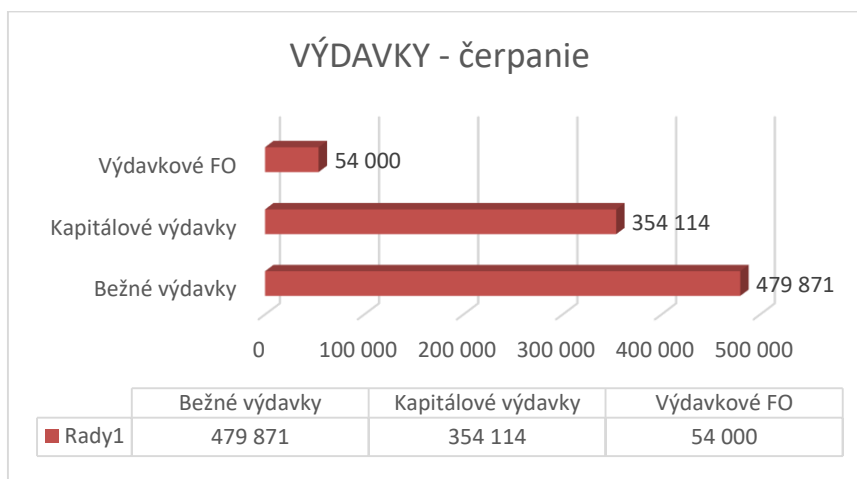 VÝDAVKY - čerpanie
Výdavkové FO
54 000
Kapitálové výdavky
354 114
Bežné výdavky
479 871
0 100 000 200 000 300 000 400 000 500 000
Bežné výdavky Kapitálové výdavky Výdavkové FO
Rady1 479 871 354 114 54 000